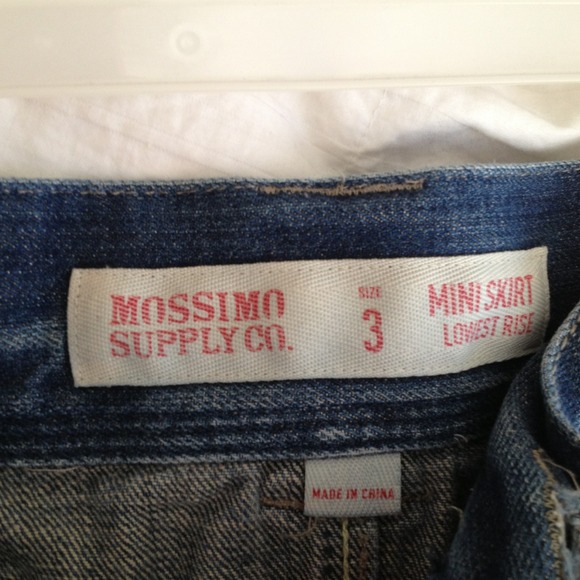 MOSSIMO
SUPPLY CO.
SIZE
3
MINI SKIRT
LOWEST RISE
MADE IN CHINA